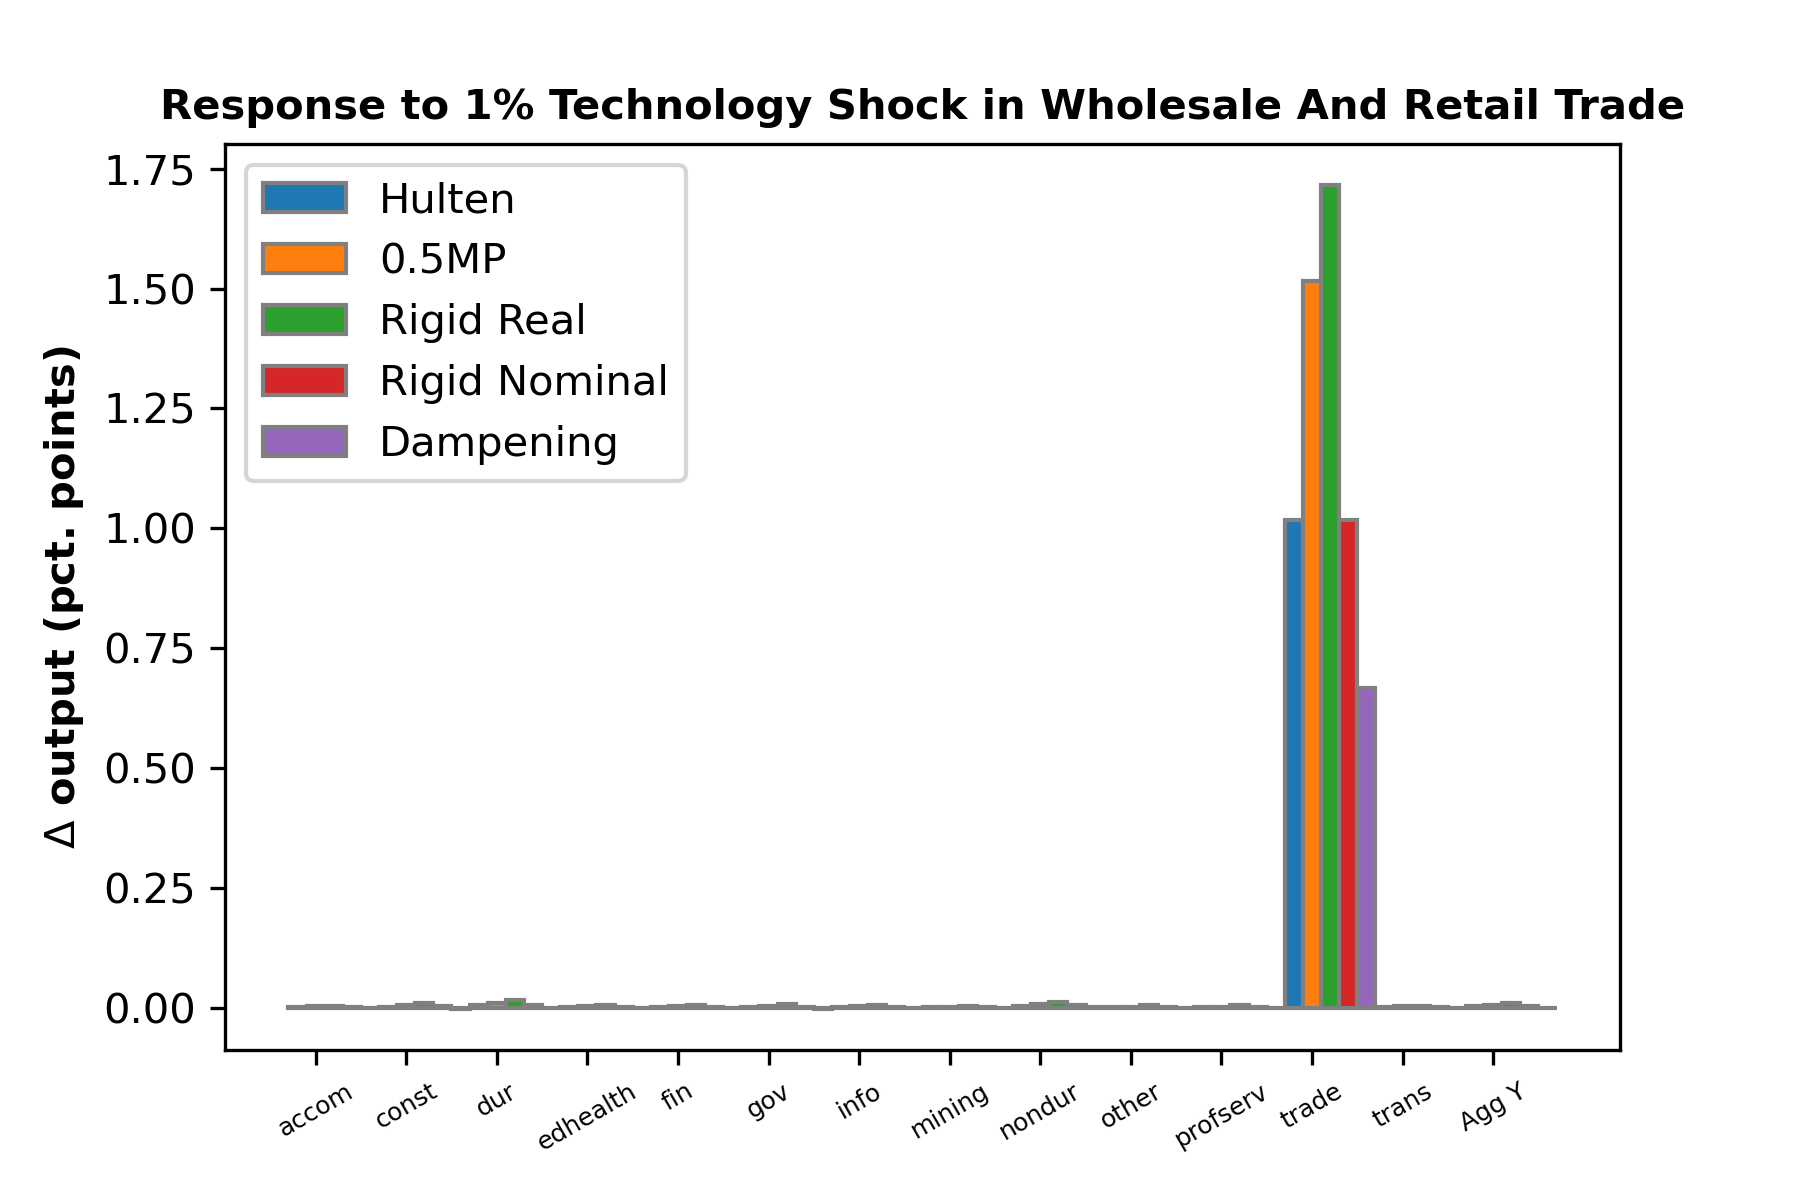 Response to 1% Technology Shock in Wholesale And Retail Trade
Δ output (pct. points)
1.75
1.50
1.25
1.00
0.75
0.50
0.25
0.00
Hulten
0.5MP
Rigid Real
Rigid Nominal
Dampening
accom const dur edhealth fin gov info mining nondur other profserv trade trans Agg Y